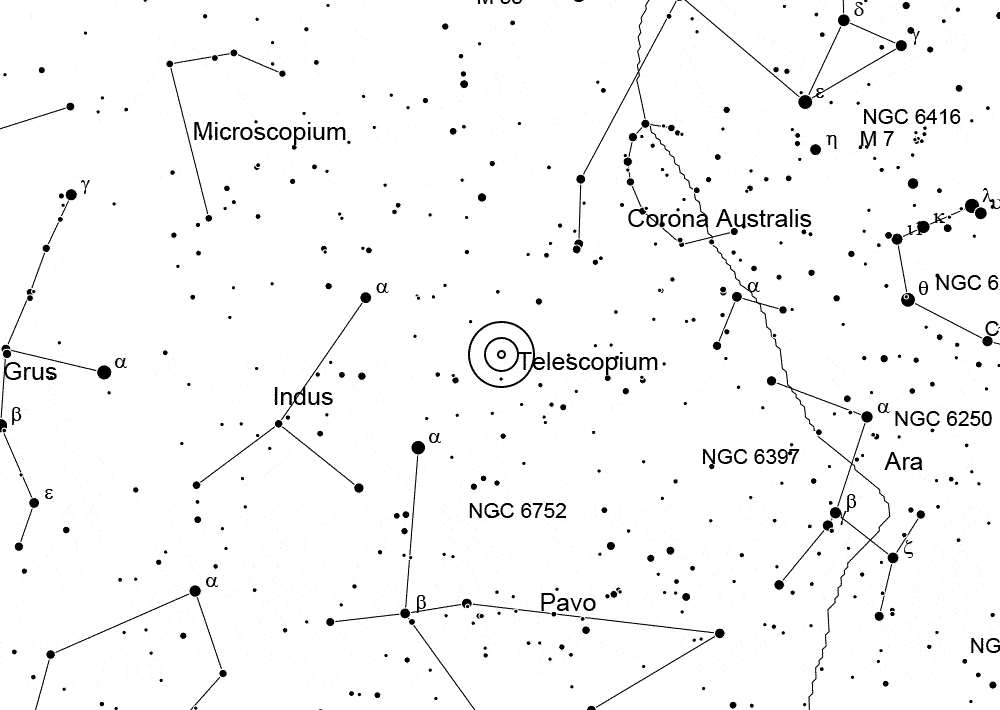 δ
γ
ε
NGC 6416
Microscopium
η
M 7
γ
λ
κ
Corona Australis
α
θ
NGC 6
α
α
Telescopium
Grus
Indus
β
α
NGC 6250
α
NGC 6397
Ara
ε
β
NGC 6752
ζ
α
β
Pavo
NG